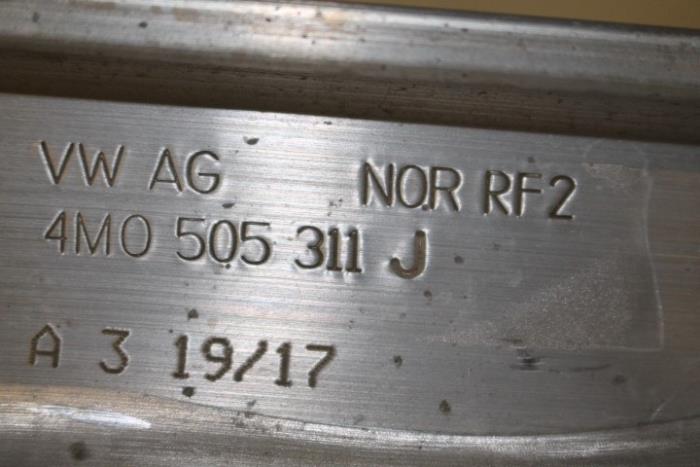 VW AG NOR RF2
4M0 505 311 J
A 3 19/17